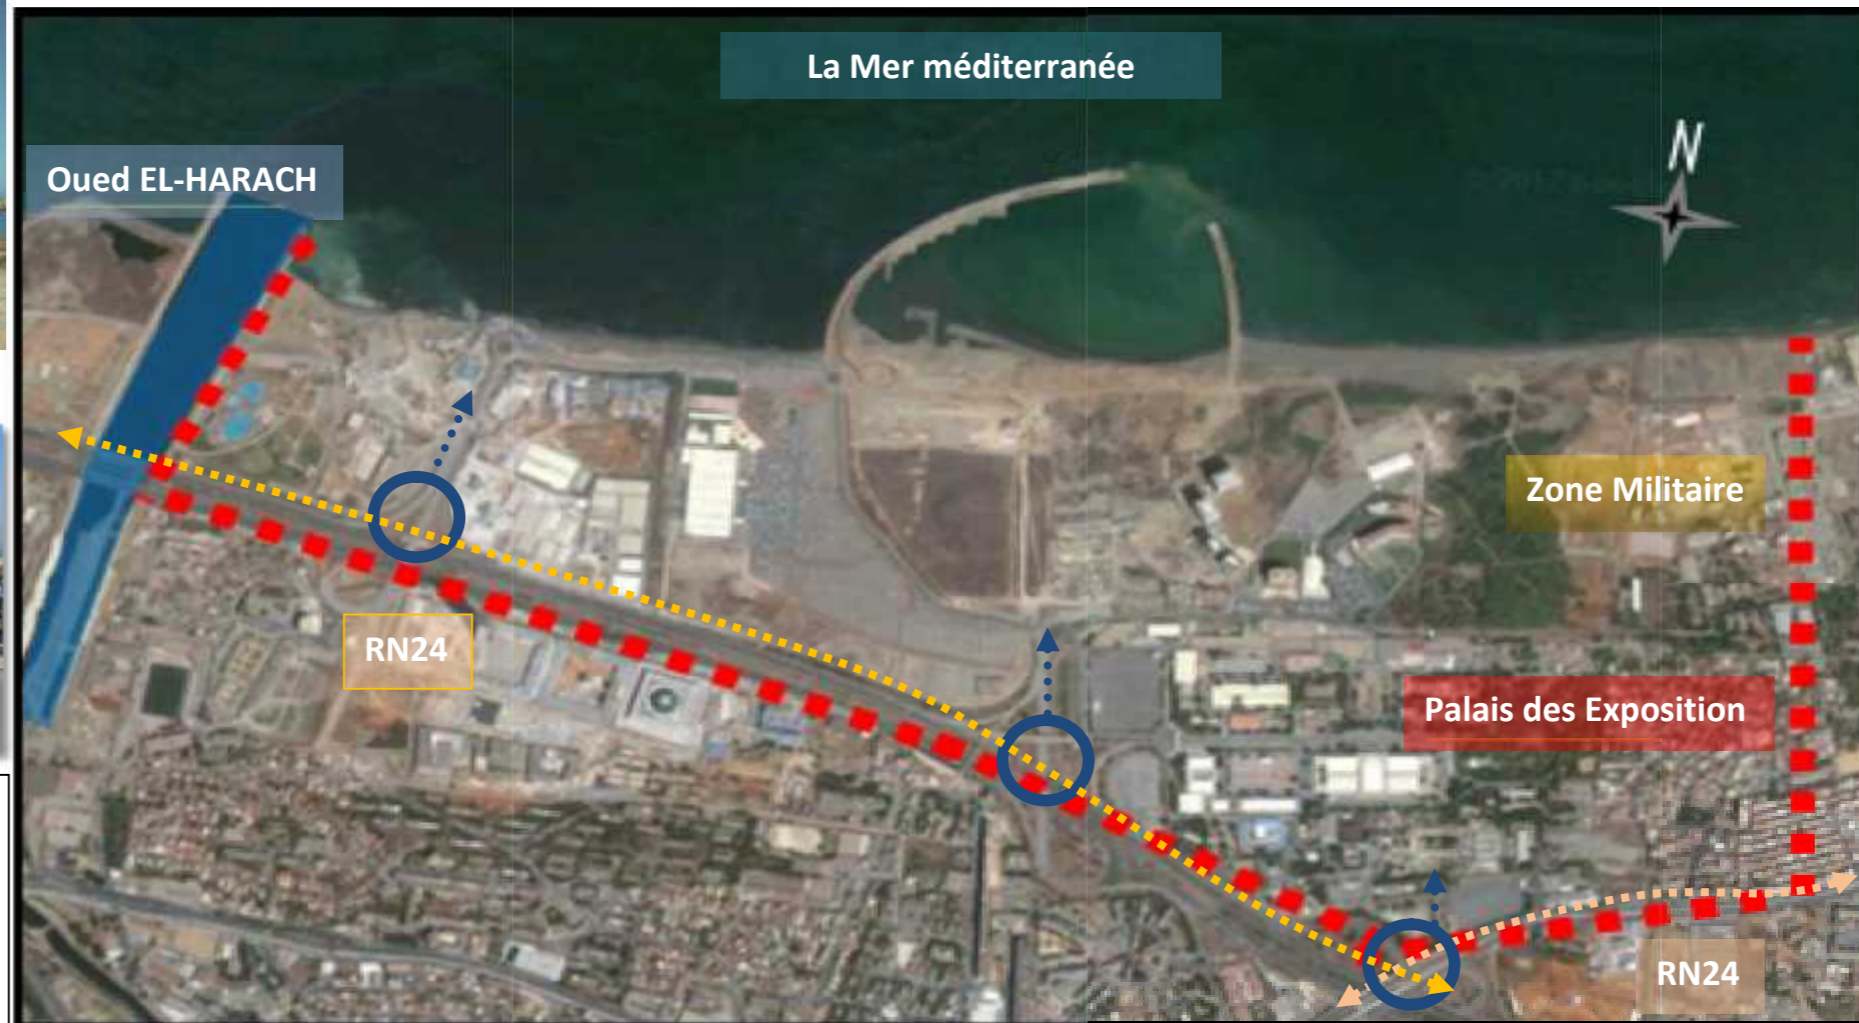 La Mer méditerranée
N
Oued EL-HARACH
Zone Militaire
RN24
Palais des Exposition
RN24